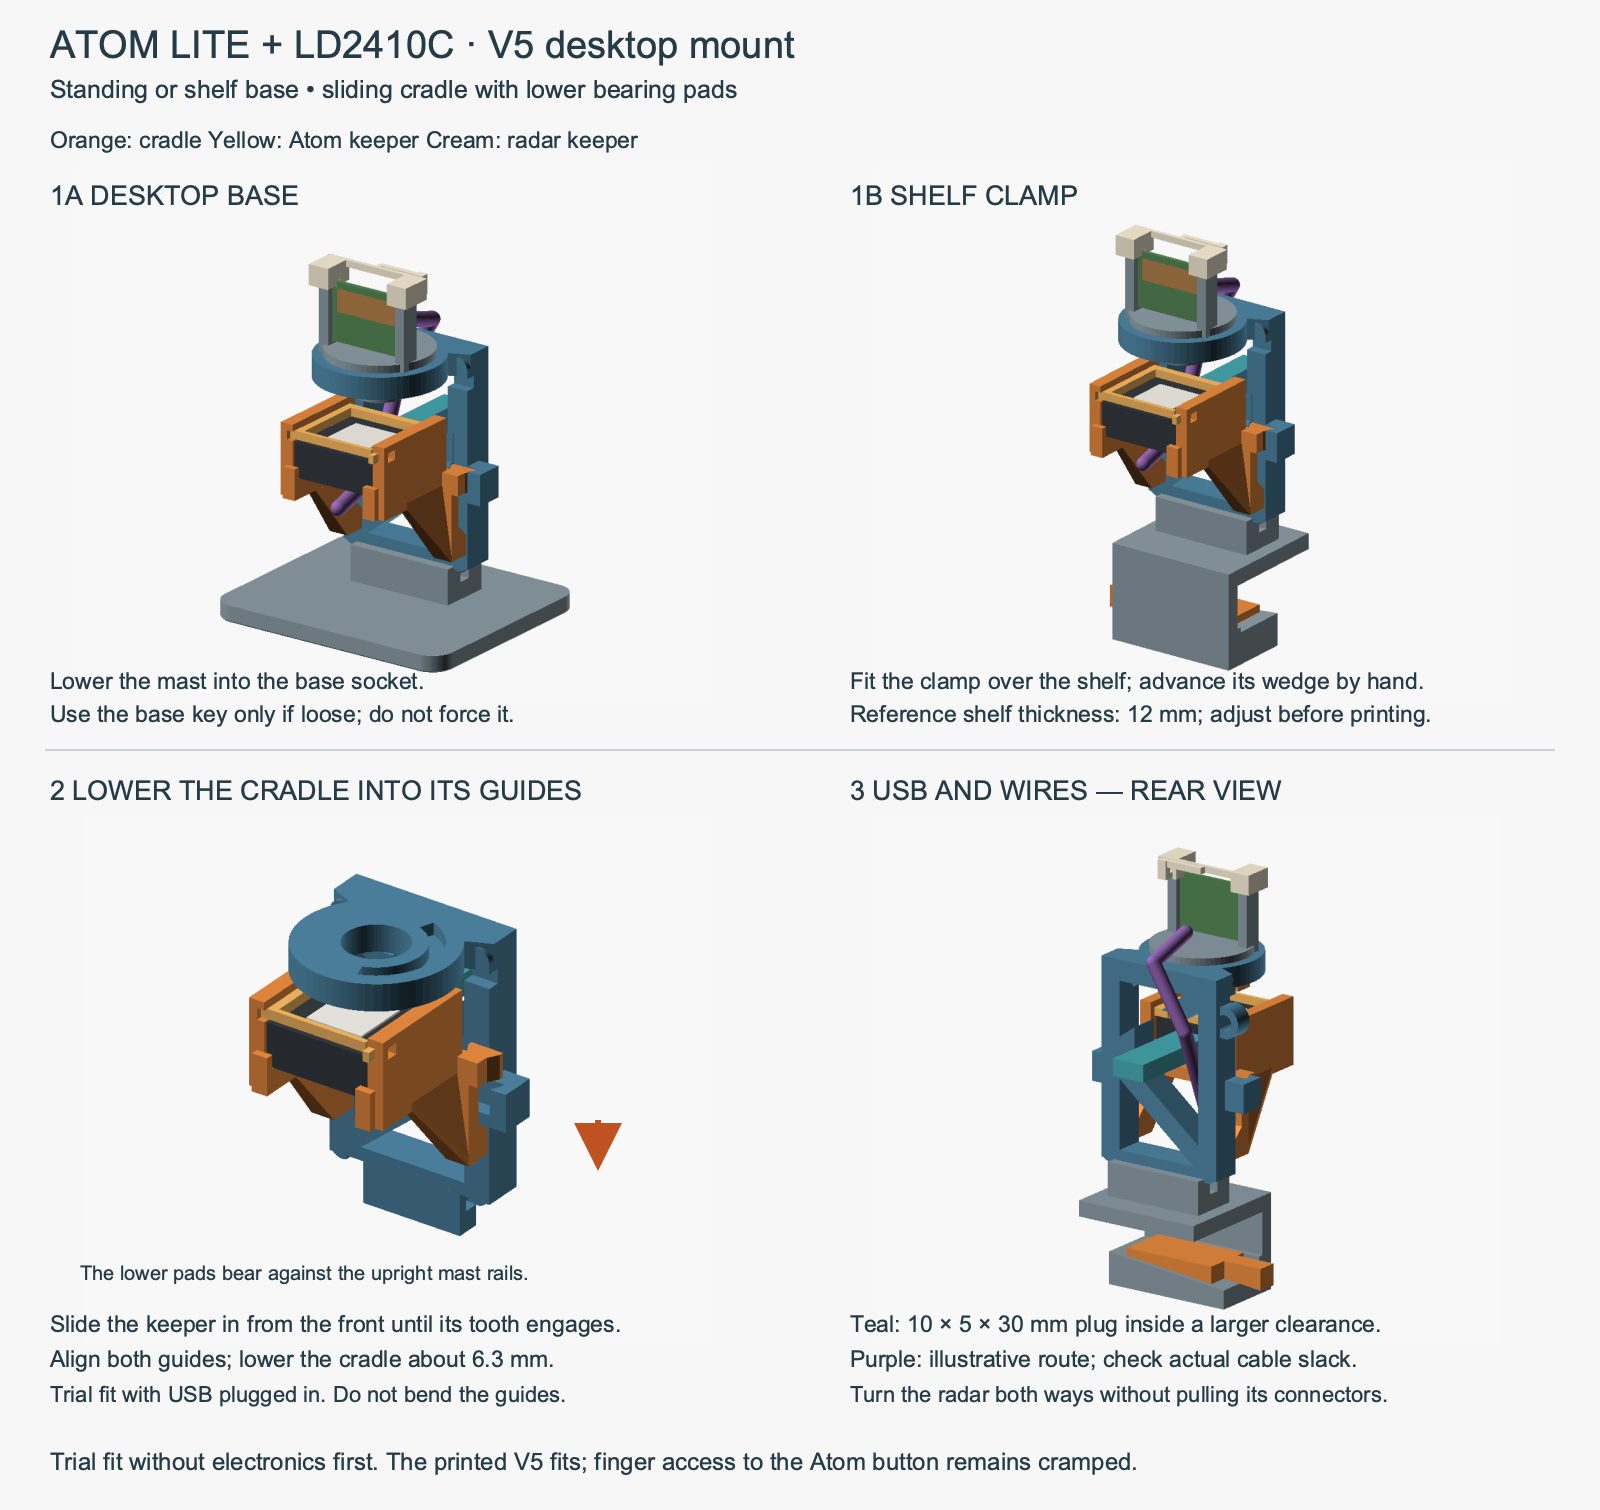 ATOM LITE + LD2410C · V5 desktop mount
Standing or shelf base • sliding cradle with lower bearing pads
Orange: cradle Yellow: Atom keeper Cream: radar keeper
1A DESKTOP BASE
1B SHELF CLAMP
Lower the mast into the base socket.
Use the base key only if loose; do not force it.
Fit the clamp over the shelf; advance its wedge by hand.
Reference shelf thickness: 12 mm; adjust before printing.
2 LOWER THE CRADLE INTO ITS GUIDES
3 USB AND WIRES — REAR VIEW
The lower pads bear against the upright mast rails.
Slide the keeper in from the front until its tooth engages.
Align both guides; lower the cradle about 6.3 mm.
Trial fit with USB plugged in. Do not bend the guides.
Teal: 10 × 5 × 30 mm plug inside a larger clearance.
Purple: illustrative route; check actual cable slack.
Turn the radar both ways without pulling its connectors.
Trial fit without electronics first. The printed V5 fits; finger access to the Atom button remains cramped.